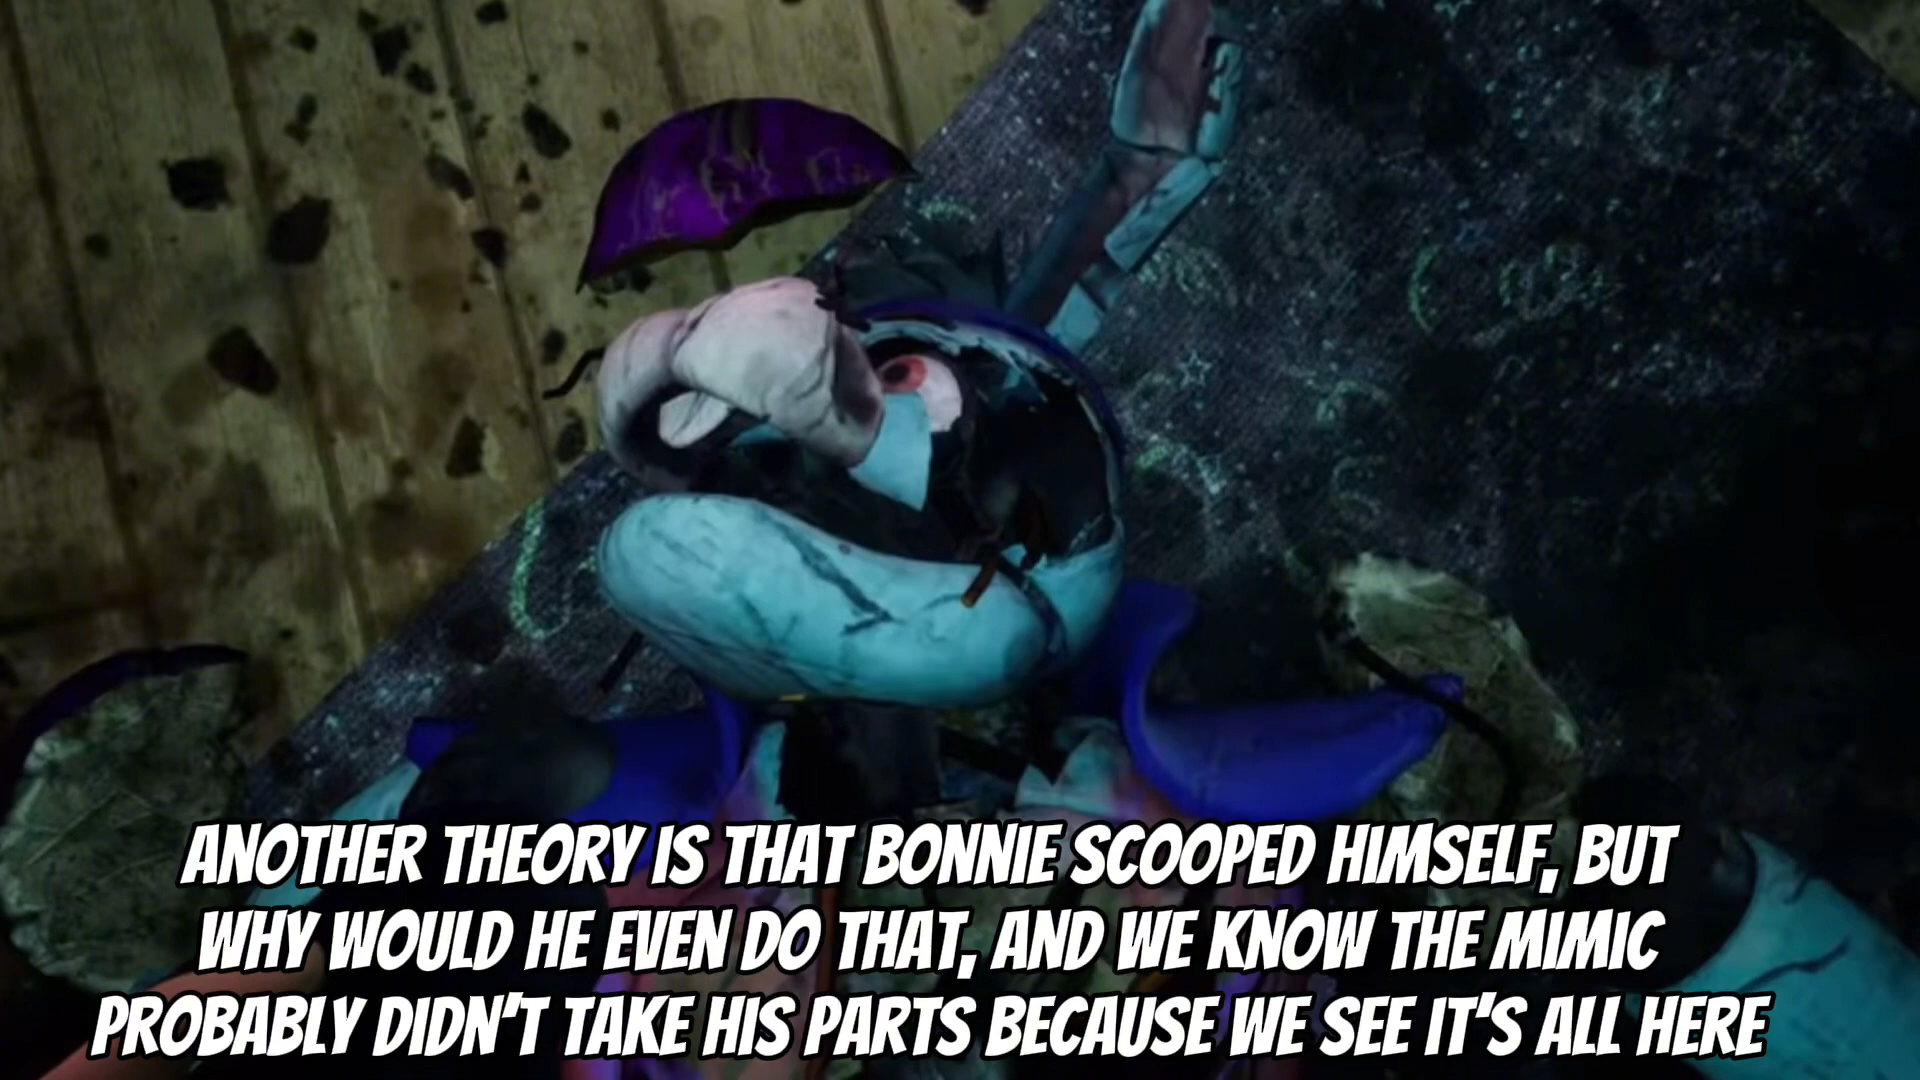 ANOTHER THEORY IS THAT BONNIE SCOOPED HIMSELF, BUT
WHY WOULD HE EVEN DO THAT, AND WE KNOW THE MIMIC
PROBABLY DIDN'T TAKE HIS PARTS BECAUSE WE SEE IT'S ALL HERE